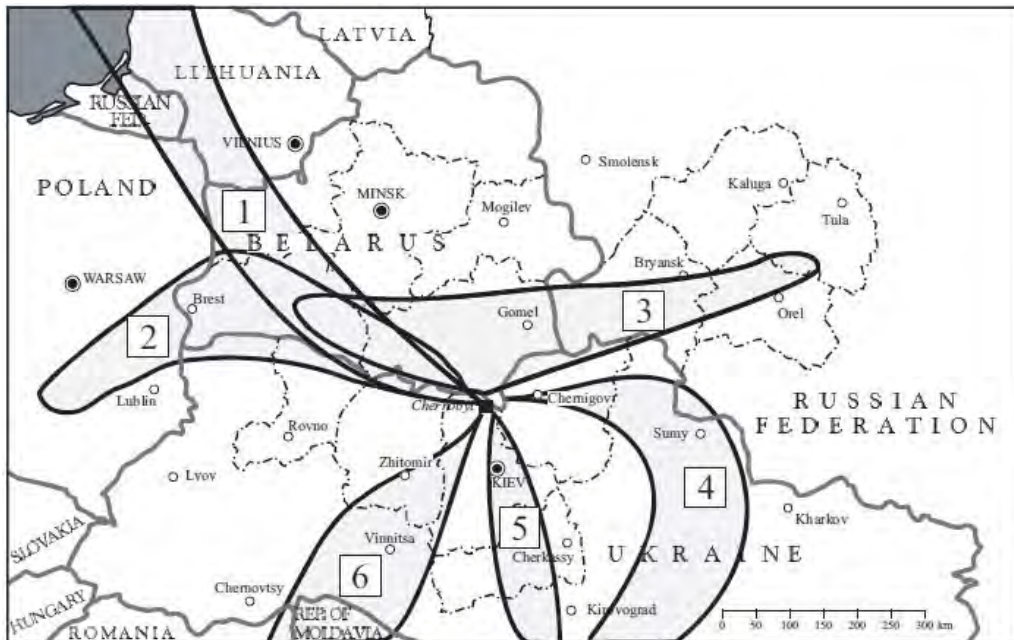 LATVIA
LITHUANIA
RUSSIAN
FED.
VILNIUS
Smolensk
POLAND
Kaluga
MINSK
1
Mogilev
Tula
BELARUS
WARSAW
Bryansk
Brest
3
Orel
Gomel
2
Lublin
Chernobyl
Chernigov
RUSSIAN
FEDERATION
Rovno
Sumy
Zhitomir
Lvov
KIEV
4
Kharkov
5
SLOVAKIA
Vinnitsa
Cherkassy
UKRAINE
6
Chernovtsy
HUNGARY
REP. OF
MOLDAVIA
Kirovograd
ROMANIA
0 50 100 150 200 250 300 km